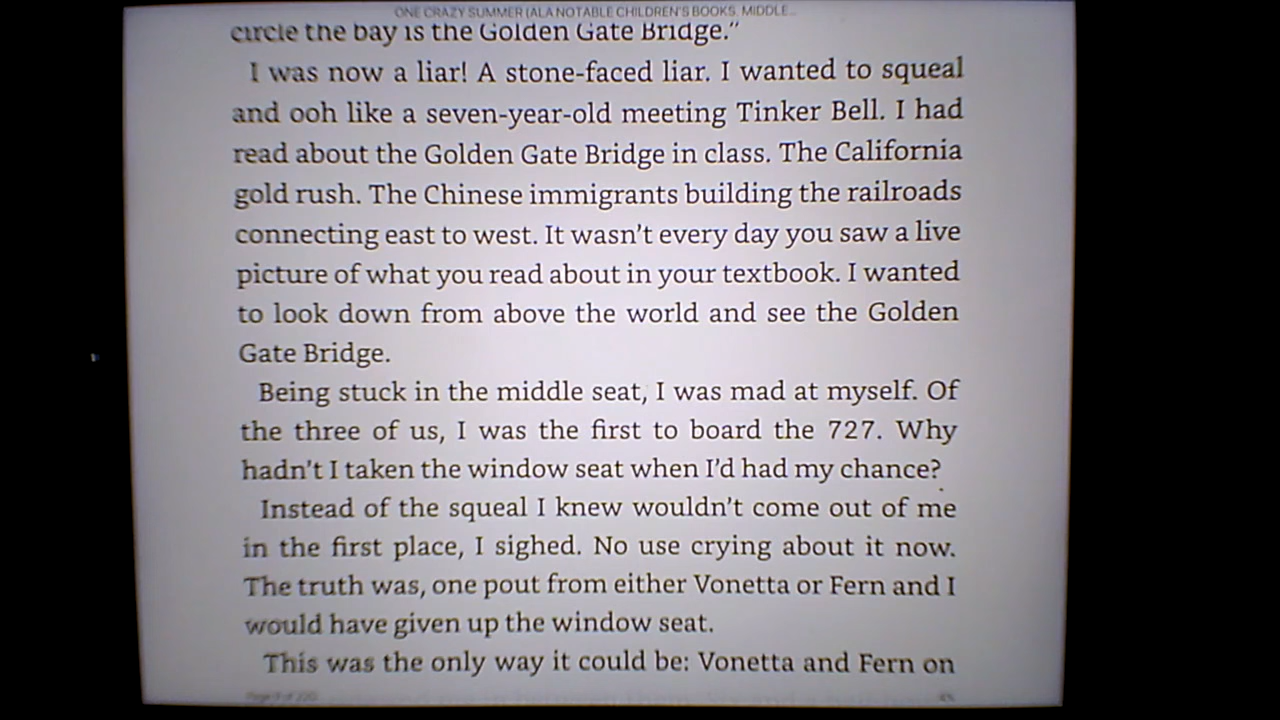 ONE CRAZY SUMMER (ALA NOTABLE CHILDREN'S BOOKS. MIDDLE...
circle the bay is the Golden Gate Bridge.”
I was now a liar! A stone-faced liar. I wanted to squeal
and ooh like a seven-year-old meeting Tinker Bell. I had
read about the Golden Gate Bridge in class. The California
gold rush. The Chinese immigrants building the railroads
connecting east to west. It wasn’t every day you saw a live
picture of what you read about in your textbook. I wanted
to look down from above the world and see the Golden
Gate Bridge.
Being stuck in the middle seat, I was mad at myself. Of
the three of us, I was the first to board the 727. Why
hadn’t I taken the window seat when I’d had my chance?
Instead of the squeal I knew wouldn’t come out of me
in the first place, I sighed. No use crying about it now.
The truth was, one pout from either Vonetta or Fern and I
would have given up the window seat.
This was the only way it could be: Vonetta and Fern on